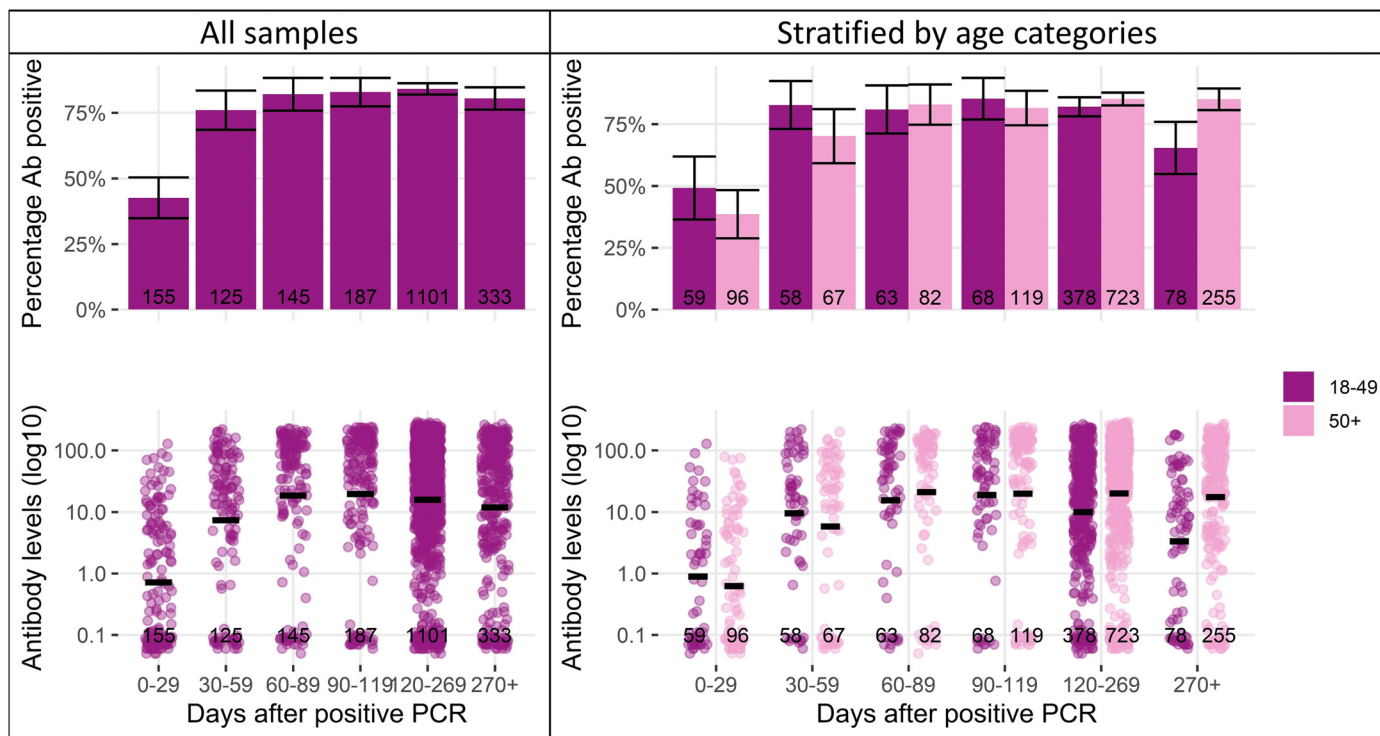 All samples
Stratified by age categories
Percentage Ab positive
75%
50%
25%
0%
155 125 145 187 1101 333
Percentage Ab positive
75%
50%
25%
0%
59 96 58 67 63 82 68 119 378 723 78 255
Antibody levels (log10)
100.0
10.0
1.0
0.1
155 125 145 187 1101 333
0-29 30-59 60-89 90-119 120-269 270+
Days after positive PCR
Antibody levels (log10)
100.0
10.0
1.0
0.1
59 96 58 67 63 82 68 119 378 723 78 255
0-29 30-59 60-89 90-119 120-269 270+
Days after positive PCR
18-49
50+